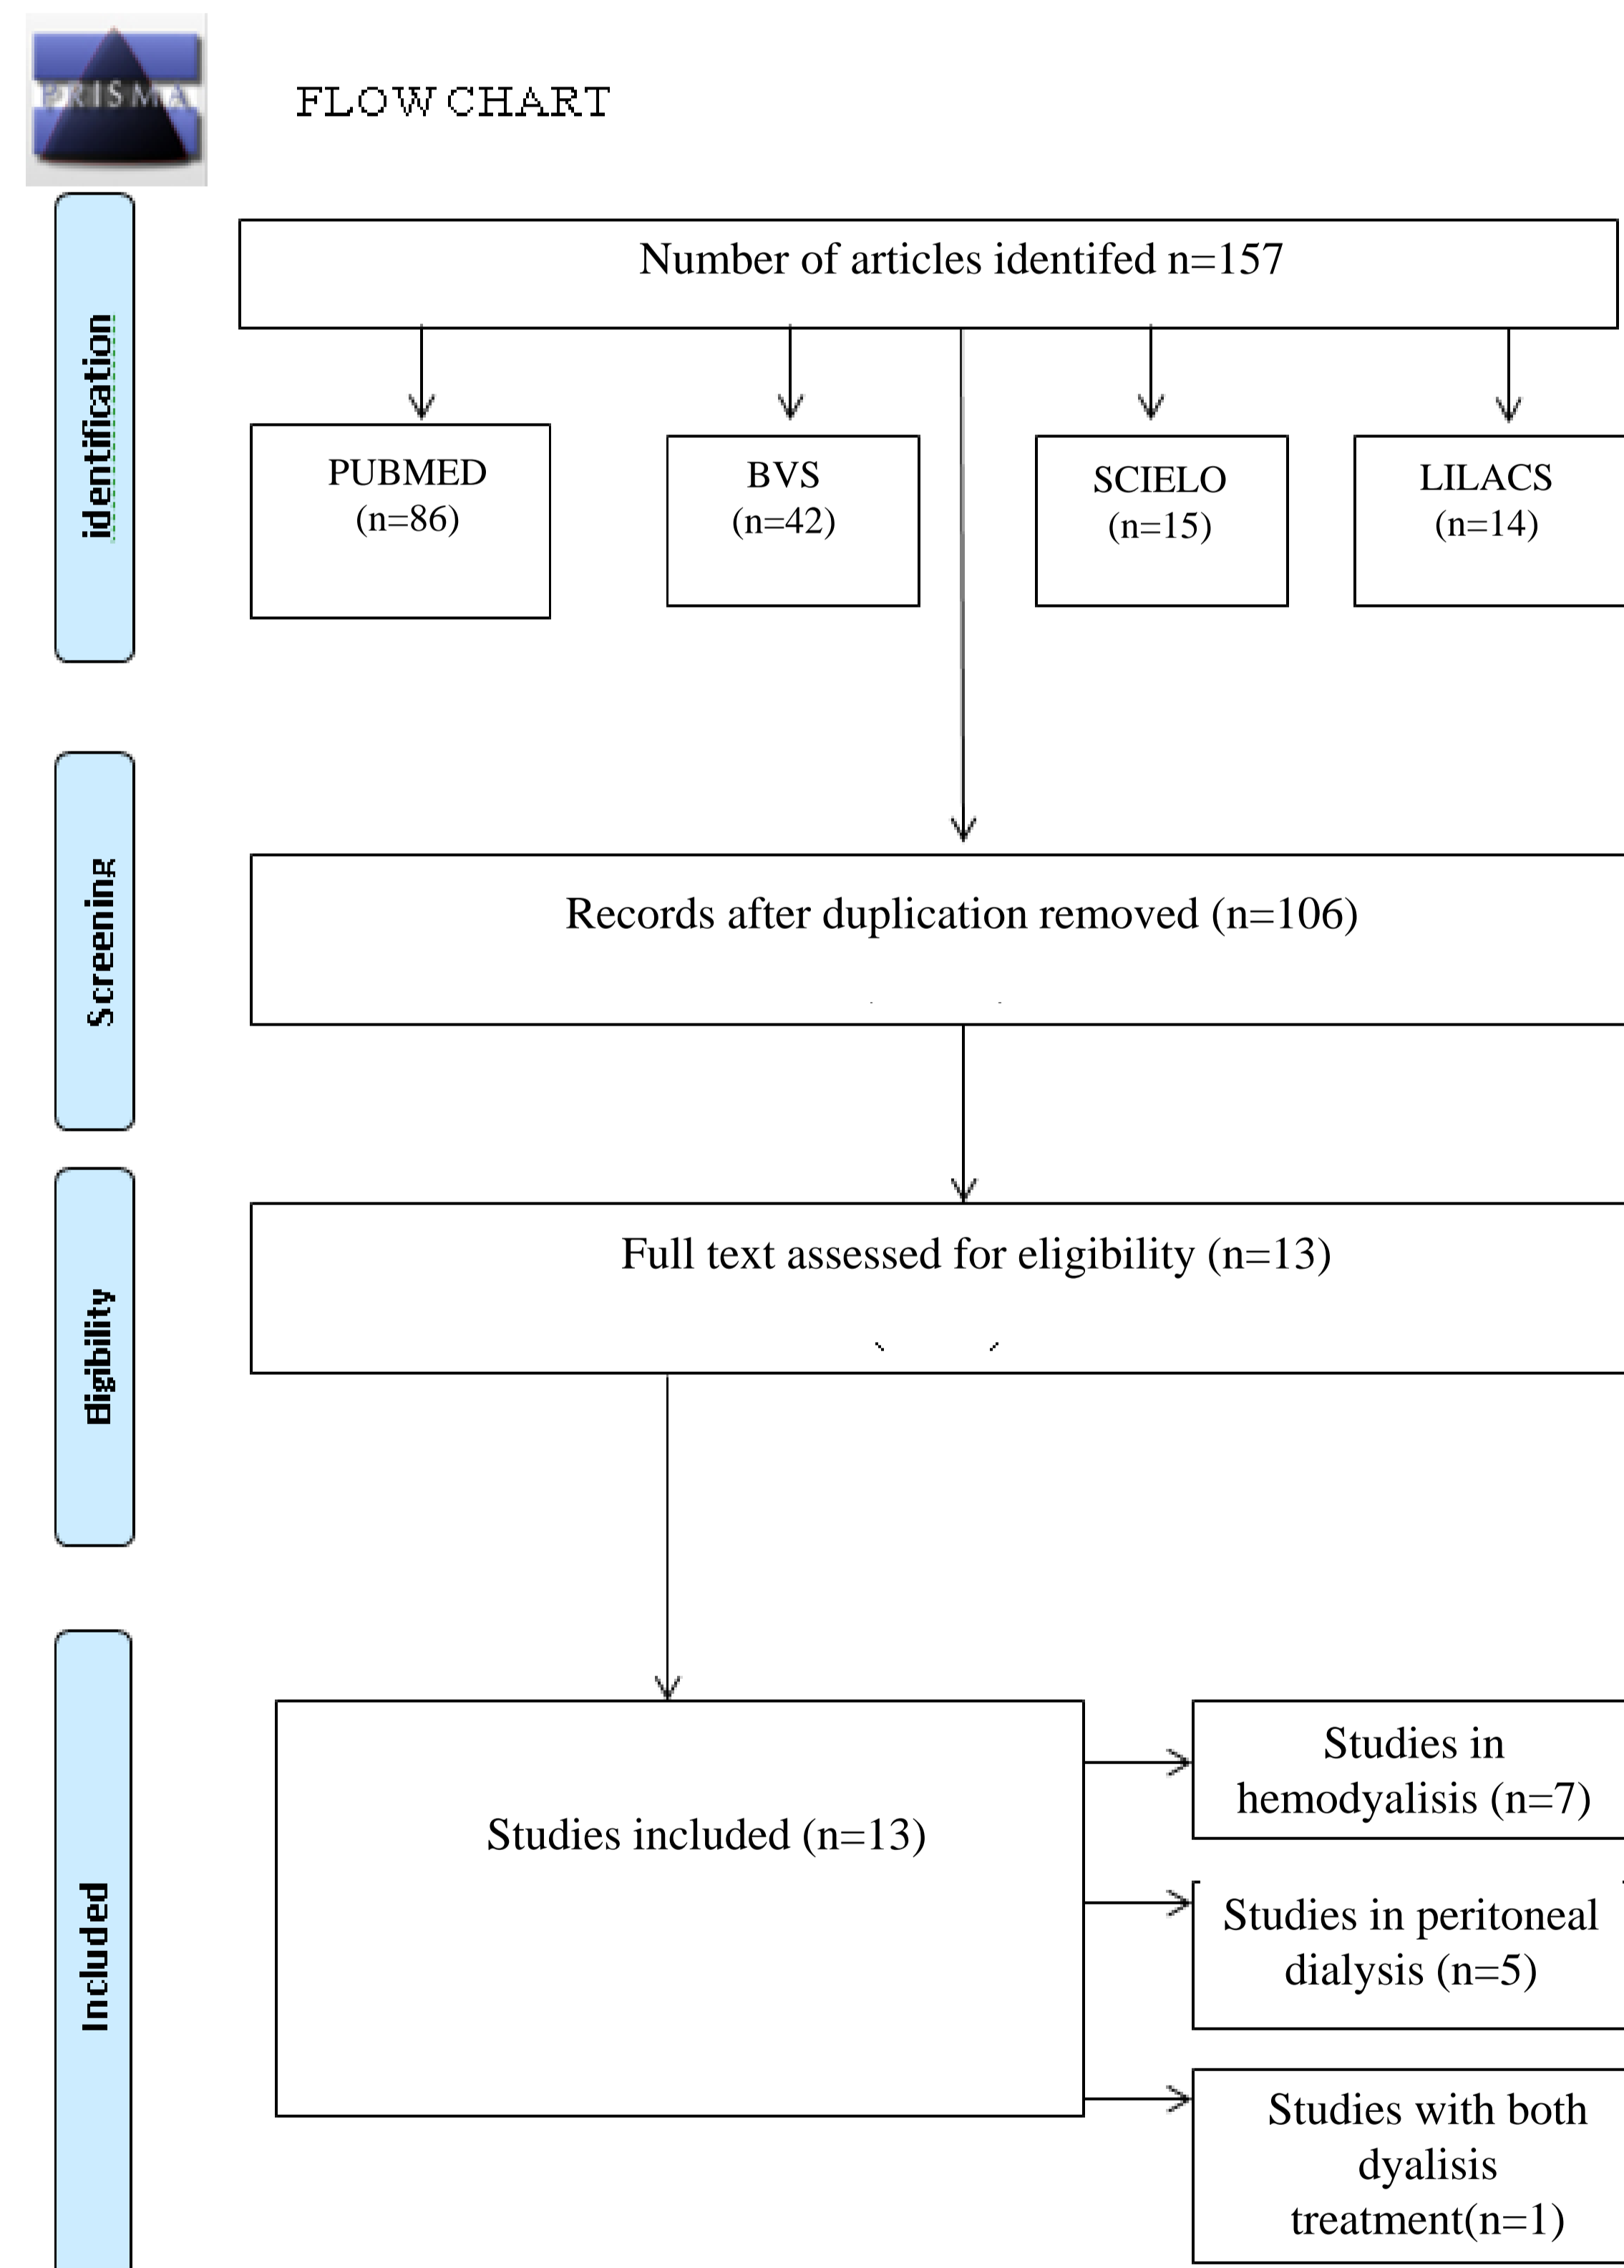 PRISMA
FLOW CHART
identification
Number of articles identifed n=157
PUBMED
(n=86)
BVS
(n=42)
SCIELO
(n=15)
LILACS
(n=14)
Screening
Records after duplication removed (n=106)
Eligibility
Full text assessed for eligibility (n=13)
Included
Studies included (n=13)
Studies in
hemodyalisis (n=7)
Studies in peritoneal
dialysis (n=5)
Studies with both
dyalisis
treatment(n=1)